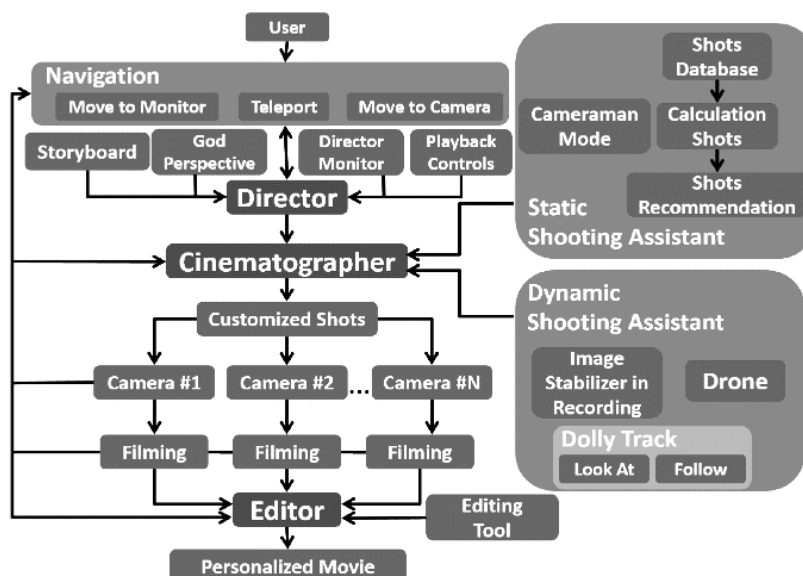 User
Navigation
Move to Monitor
Teleport
Move to Camera
Storyboard
God
Perspective
Director
Monitor
Playback
Controls
Director
Cinematographer
Customized Shots
Camera #1
Camera #2
...
Camera #N
Filming
Filming
Filming
Editor
Editing
Tool
Personalized Movie
Shots
Database
Cameraman
Mode
Calculation
Shots
Shots
Recommendation
Static
Shooting Assistant
Dynamic
Shooting Assistant
Image
Stabilizer in
Recording
Drone
Dolly Track
Look At
Follow